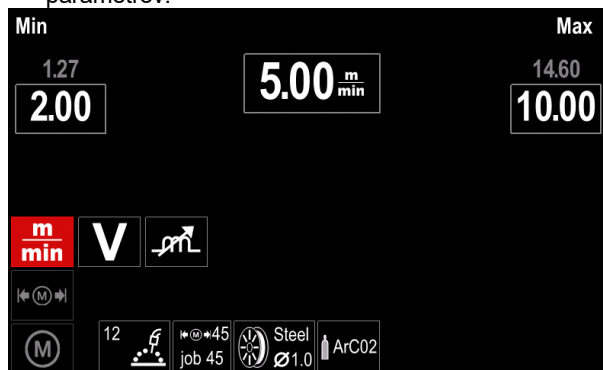 parametrov.
Min Max
1.27 14.60
5.00 m/min
2.00 10.00
m/min V
M
M 12 45 Steel
job 45 Ø1.0 ArCO2